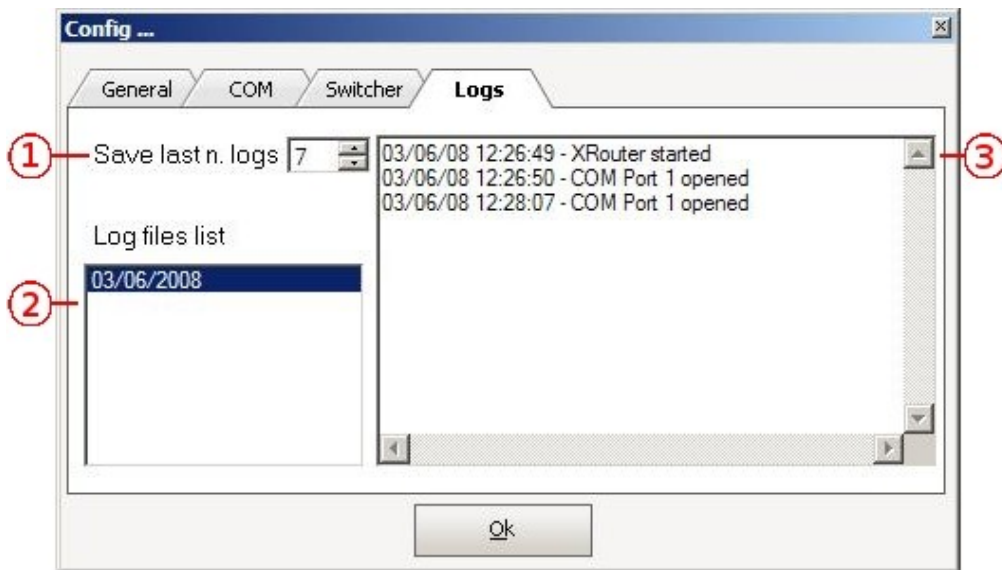 Config ...
General COM Switcher Logs
1 Save last n. logs 7
03/06/08 12:26:49 - XRouter started
03/06/08 12:26:50 - COM Port 1 opened
03/06/08 12:28:07 - COM Port 1 opened
3
Log files list
2 03/06/2008
Ok